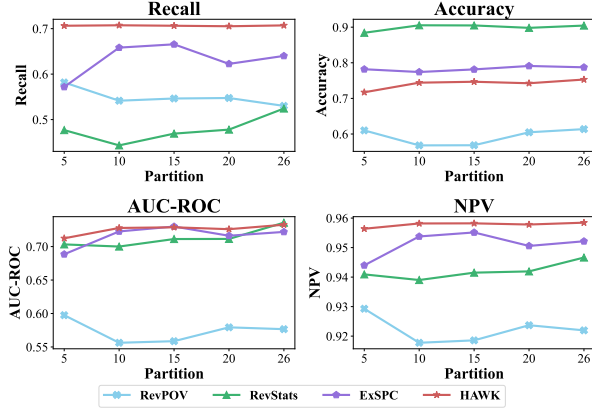 Recall
Recall
0.7
0.6
0.5
5 10 15 20 26
Partition
Accuracy
Accuracy
0.9
0.8
0.7
0.6
5 10 15 20 26
Partition
AUC-ROC
AUC-ROC
0.70
0.65
0.60
0.55
5 10 15 20 26
Partition
NPV
NPV
0.96
0.95
0.94
0.93
0.92
5 10 15 20 26
Partition
RevPOV RevStats ExSPC HAWK